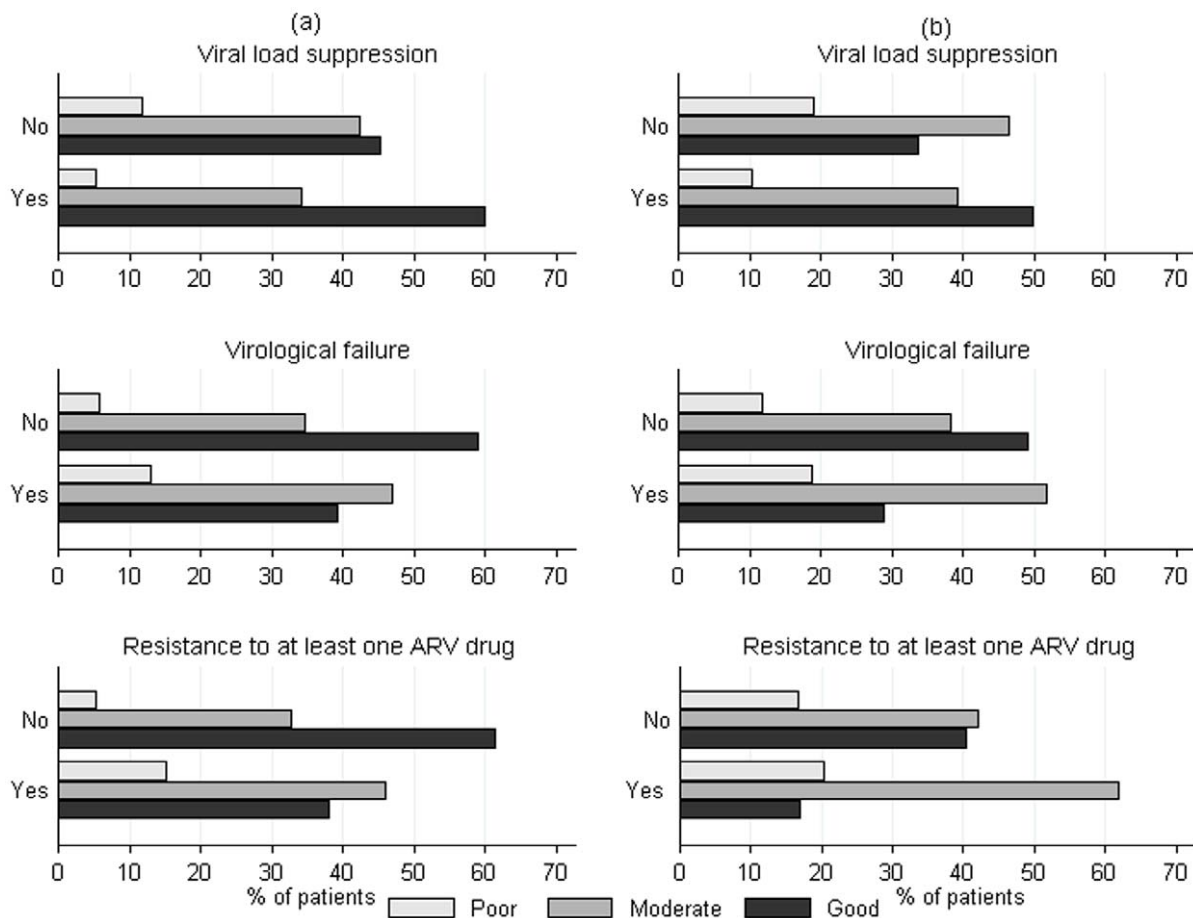 (a)
Viral load suppression
No
Yes
0 10 20 30 40 50 60 70
Virological failure
No
Yes
0 10 20 30 40 50 60 70
Resistance to at least one ARV drug
No
Yes
0 10 20 30 40 50 60 70
% of patients
(b)
Viral load suppression
No
Yes
0 10 20 30 40 50 60 70
Virological failure
No
Yes
0 10 20 30 40 50 60 70
Resistance to at least one ARV drug
No
Yes
0 10 20 30 40 50 60 70
% of patients
Poor Moderate Good